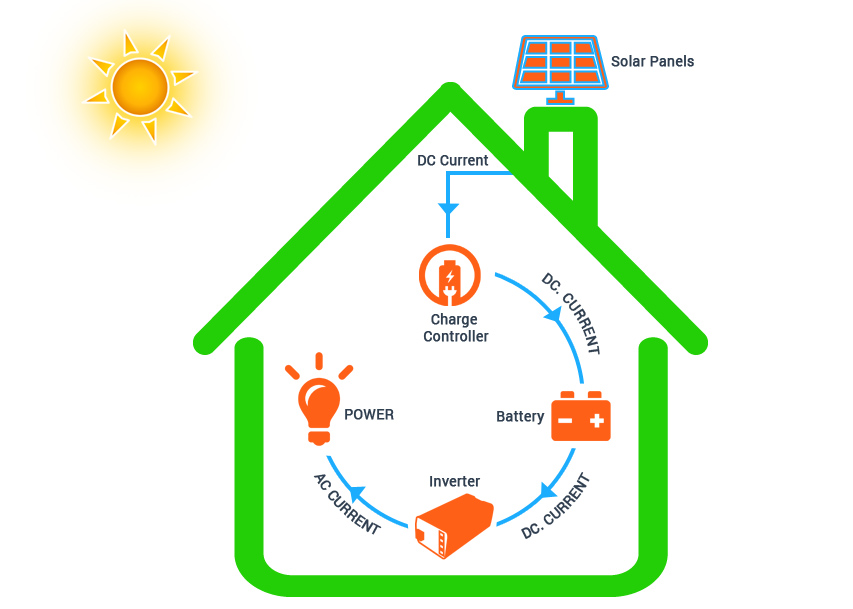 Solar Panels
DC Current
DC. CURRENT
Charge
Controller
POWER
Battery
Inverter
AC CURRENT
DC. CURRENT